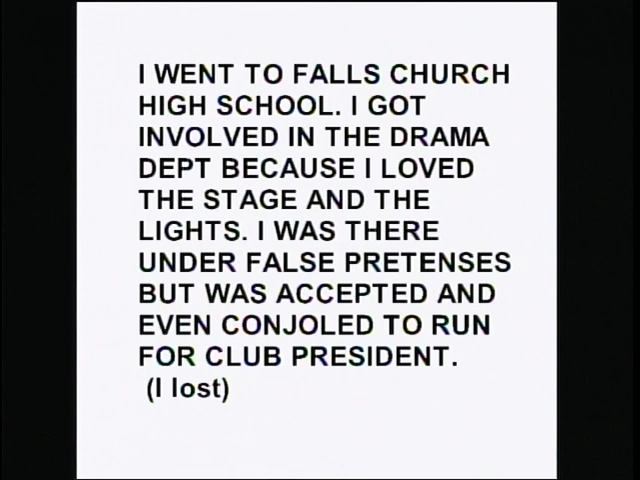 I WENT TO FALLS CHURCH
HIGH SCHOOL. I GOT
INVOLVED IN THE DRAMA
DEPT BECAUSE I LOVED
THE STAGE AND THE
LIGHTS. I WAS THERE
UNDER FALSE PRETENSES
BUT WAS ACCEPTED AND
EVEN CONJOLED TO RUN
FOR CLUB PRESIDENT.
(I lost)